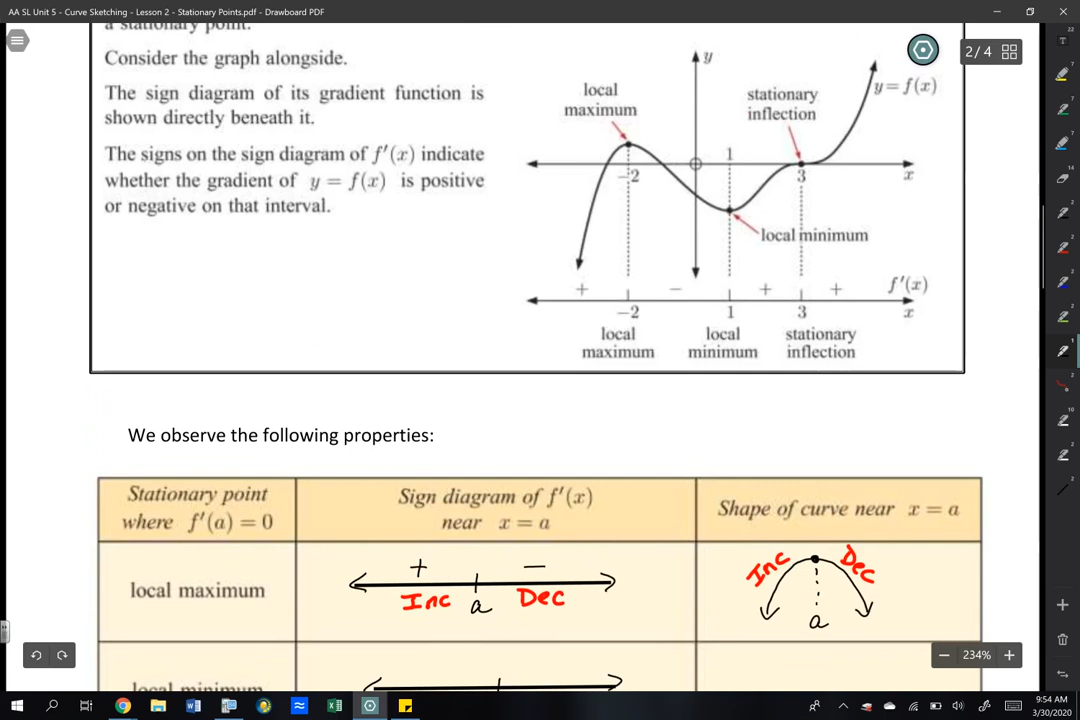 AA SL Unit 5 - Curve Sketching - Lesson 2 - Stationary Points.pdf - Drawboard PDF
a stationary point.
Consider the graph alongside.
The sign diagram of its gradient function is
shown directly beneath it.
The signs on the sign diagram of f'(x) indicate
whether the gradient of y = f(x) is positive
or negative on that interval.
2 / 4
y
local
maximum
stationary
inflection
y = f(x)
1
-2
3
x
local minimum
+ - + + f'(x)
-2 1 3 x
local
maximum
local
minimum
stationary
inflection
We observe the following properties:
Stationary point
where f'(a) = 0
Sign diagram of f'(x)
near x = a
Shape of curve near x = a
local maximum
+ -
Inc a Dec
Inc Dec
a
local minimum
234%
9:54 AM
3/30/2020